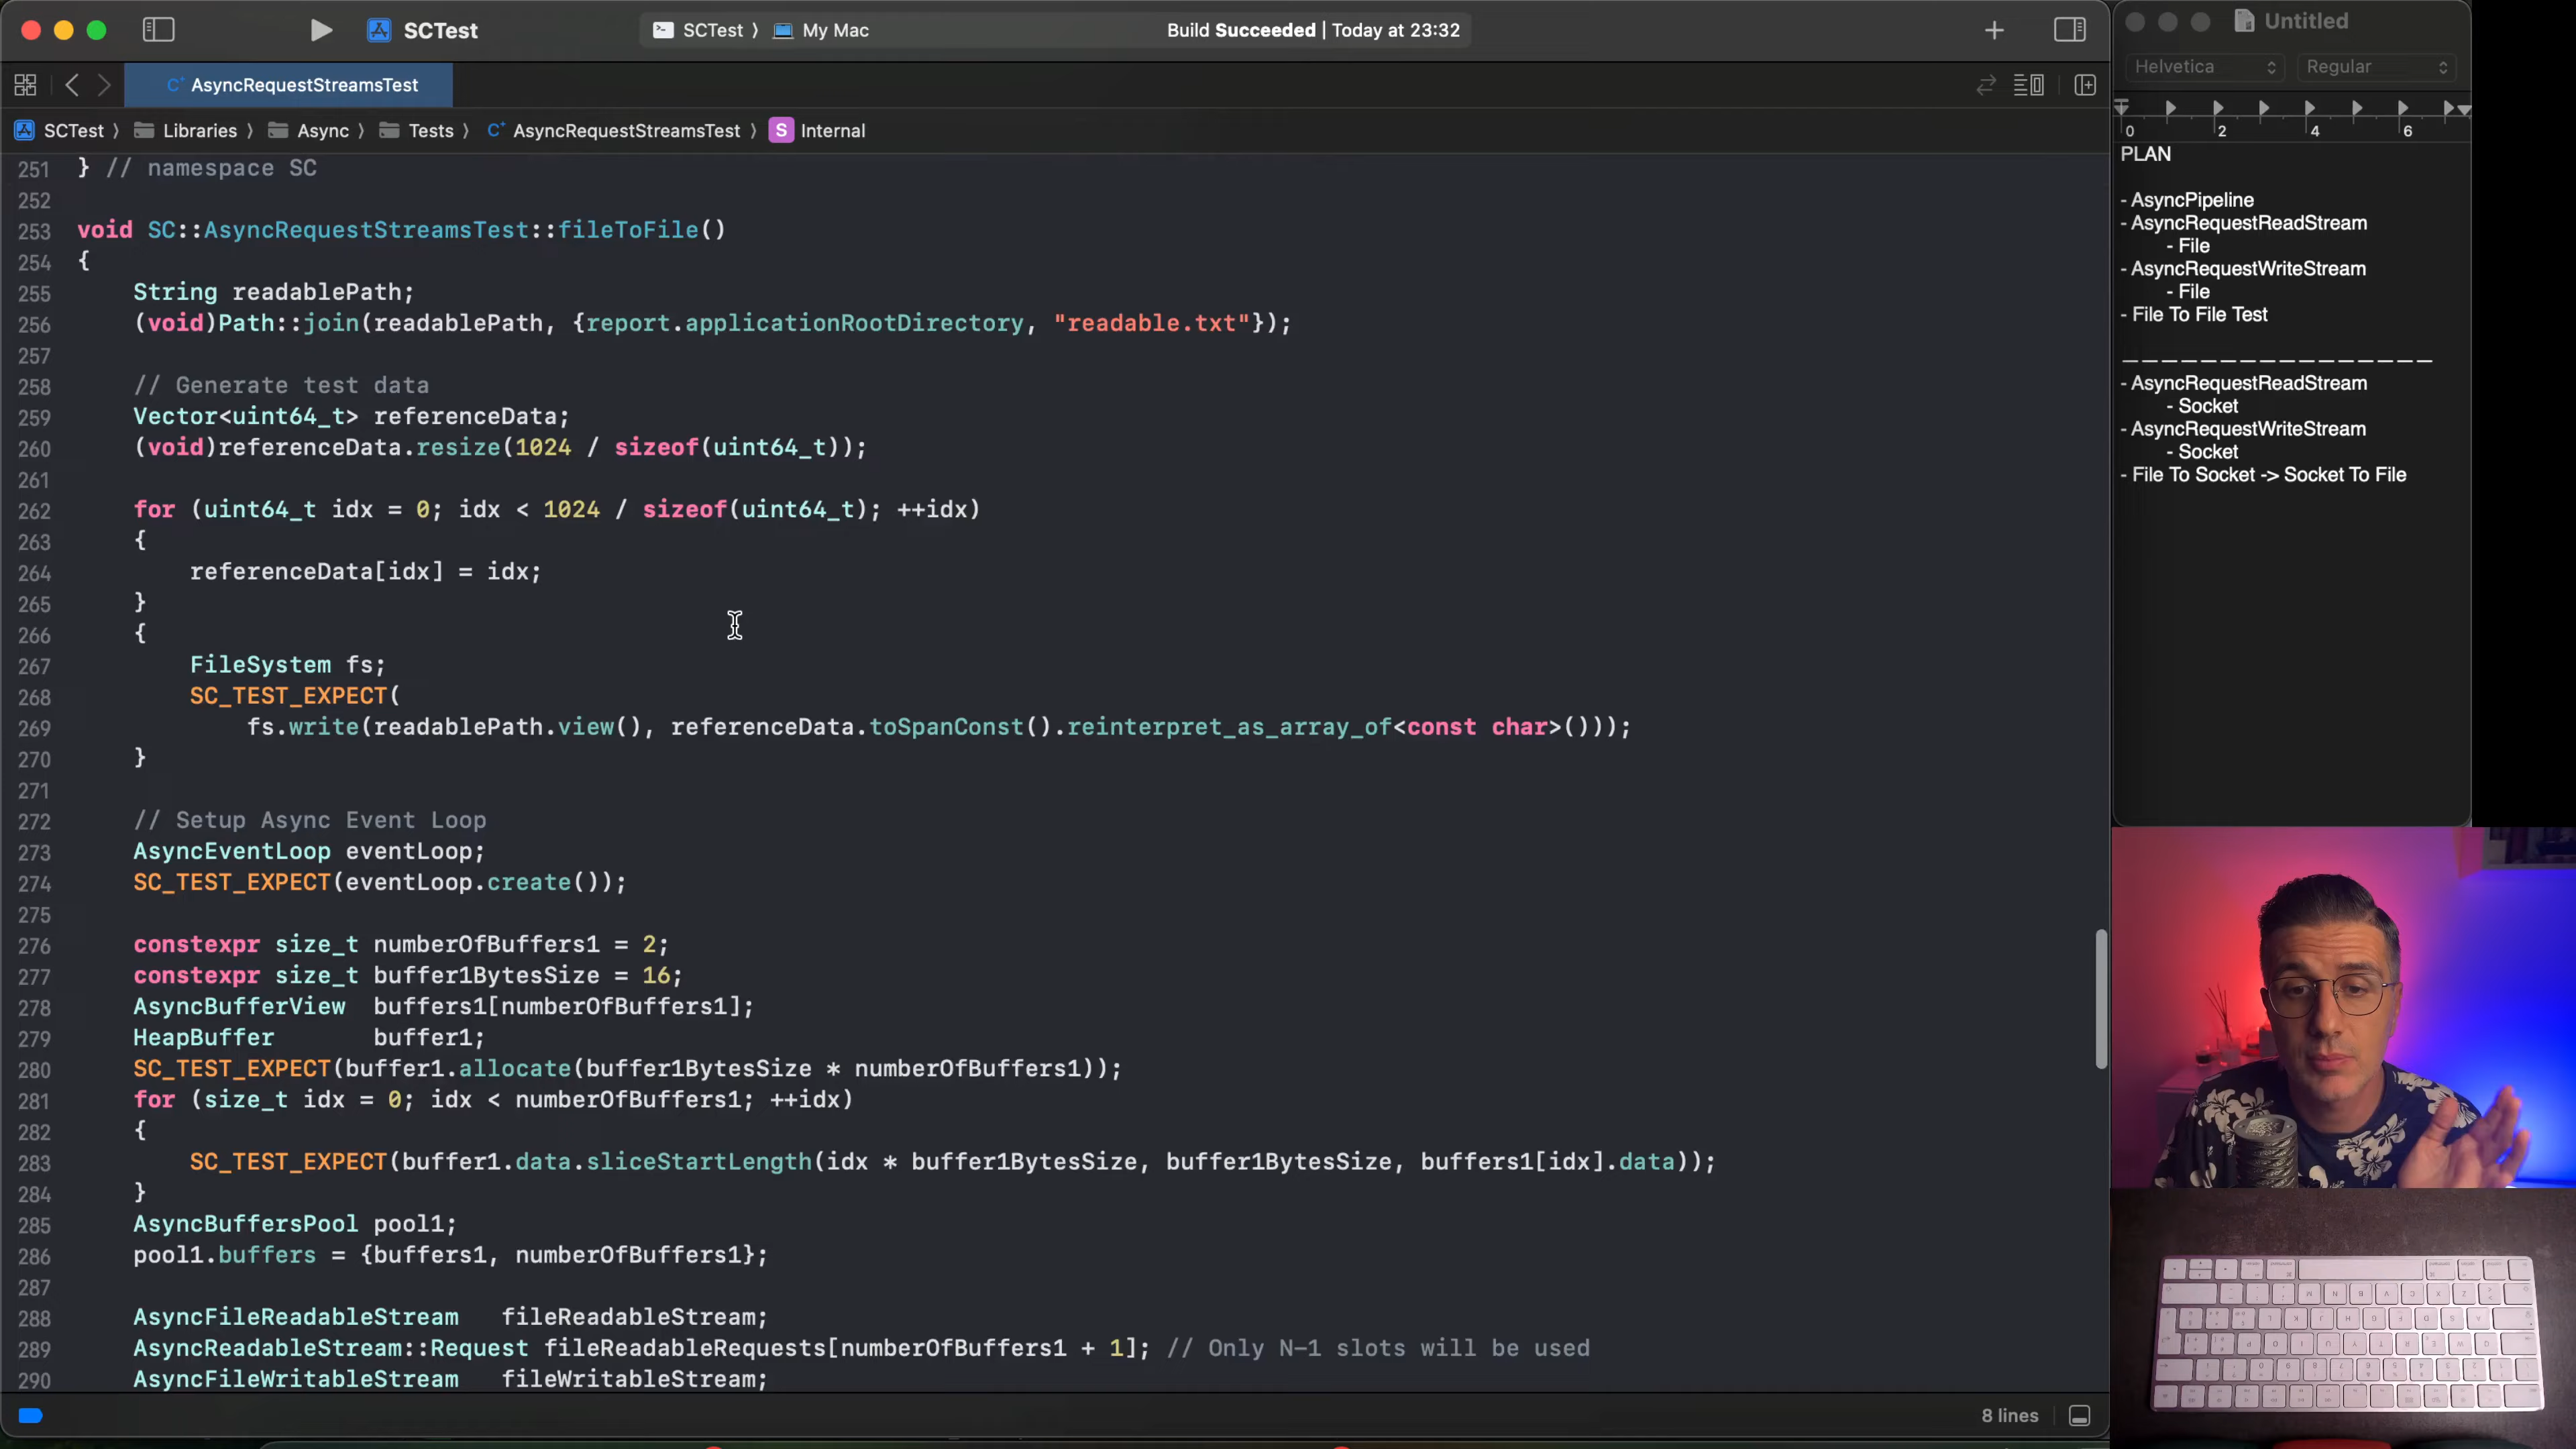 SCTest
SCTest ⟩ My Mac
Build Succeeded | Today at 23:32
AsyncRequestStreamsTest
SCTest ⟩ Libraries ⟩ Async ⟩ Tests ⟩ C+ AsyncRequestStreamsTest ⟩ S Internal
251 } // namespace SC
252
253 void SC::AsyncRequestStreamsTest::fileToFile()
254 {
255     String readablePath;
256     (void)Path::join(readablePath, {report.applicationRootDirectory, "readable.txt"});
257
258     // Generate test data
259     Vector<uint64_t> referenceData;
260     (void)referenceData.resize(1024 / sizeof(uint64_t));
261
262     for (uint64_t idx = 0; idx < 1024 / sizeof(uint64_t); ++idx)
263     {
264         referenceData[idx] = idx;
265     }
266     {
267         FileSystem fs;
268         SC_TEST_EXPECT(
269             fs.write(readablePath.view(), referenceData.toSpanConst().reinterpret_as_array_of<const char>()));
270     }
271
272     // Setup Async Event Loop
273     AsyncEventLoop eventLoop;
274     SC_TEST_EXPECT(eventLoop.create());
275
276     constexpr size_t numberOfBuffers1 = 2;
277     constexpr size_t buffer1BytesSize = 16;
278     AsyncBufferView  buffers1[numberOfBuffers1];
279     HeapBuffer       buffer1;
280     SC_TEST_EXPECT(buffer1.allocate(buffer1BytesSize * numberOfBuffers1));
281     for (size_t idx = 0; idx < numberOfBuffers1; ++idx)
282     {
283         SC_TEST_EXPECT(buffer1.data.sliceStartLength(idx * buffer1BytesSize, buffer1BytesSize, buffers1[idx].data));
284     }
285     AsyncBuffersPool pool1;
286     pool1.buffers = {buffers1, numberOfBuffers1};
287
288     AsyncFileReadableStream   fileReadableStream;
289     AsyncReadableStream::Request fileReadableRequests[numberOfBuffers1 + 1]; // Only N-1 slots will be used
290     AsyncFileWritableStream   fileWritableStream;
8 lines
Untitled
Helvetica Regular
0 2 4 6
PLAN
- AsyncPipeline
- AsyncRequestReadStream
- File
- AsyncRequestWriteStream
- File
- File To File Test
_ _ _ _ _ _ _ _ _ _ _ _ _ _ _ _
- AsyncRequestReadStream
- Socket
- AsyncRequestWriteStream
- Socket
- File To Socket -> Socket To File